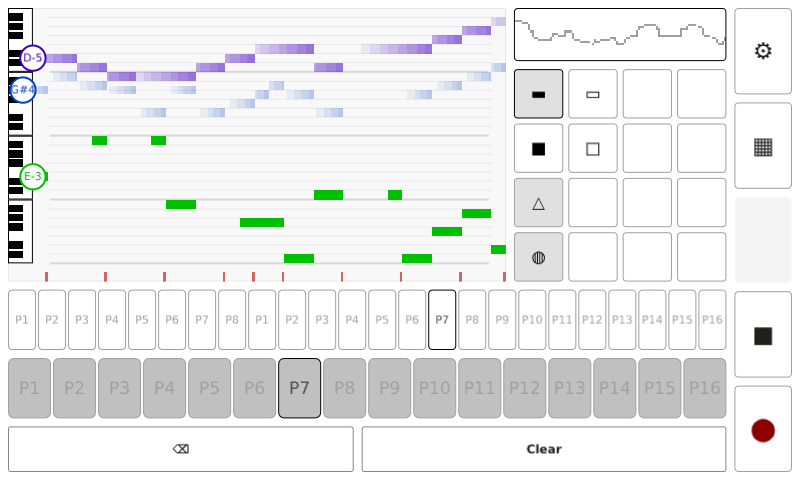 D-5
G#4
E-3
P1 P2 P3 P4 P5 P6 P7 P8 P1 P2 P3 P4 P5 P6 P7 P8 P9 P10 P11 P12 P13 P14 P15 P16
P1 P2 P3 P4 P5 P6 P7 P8 P9 P10 P11 P12 P13 P14 P15 P16
Clear